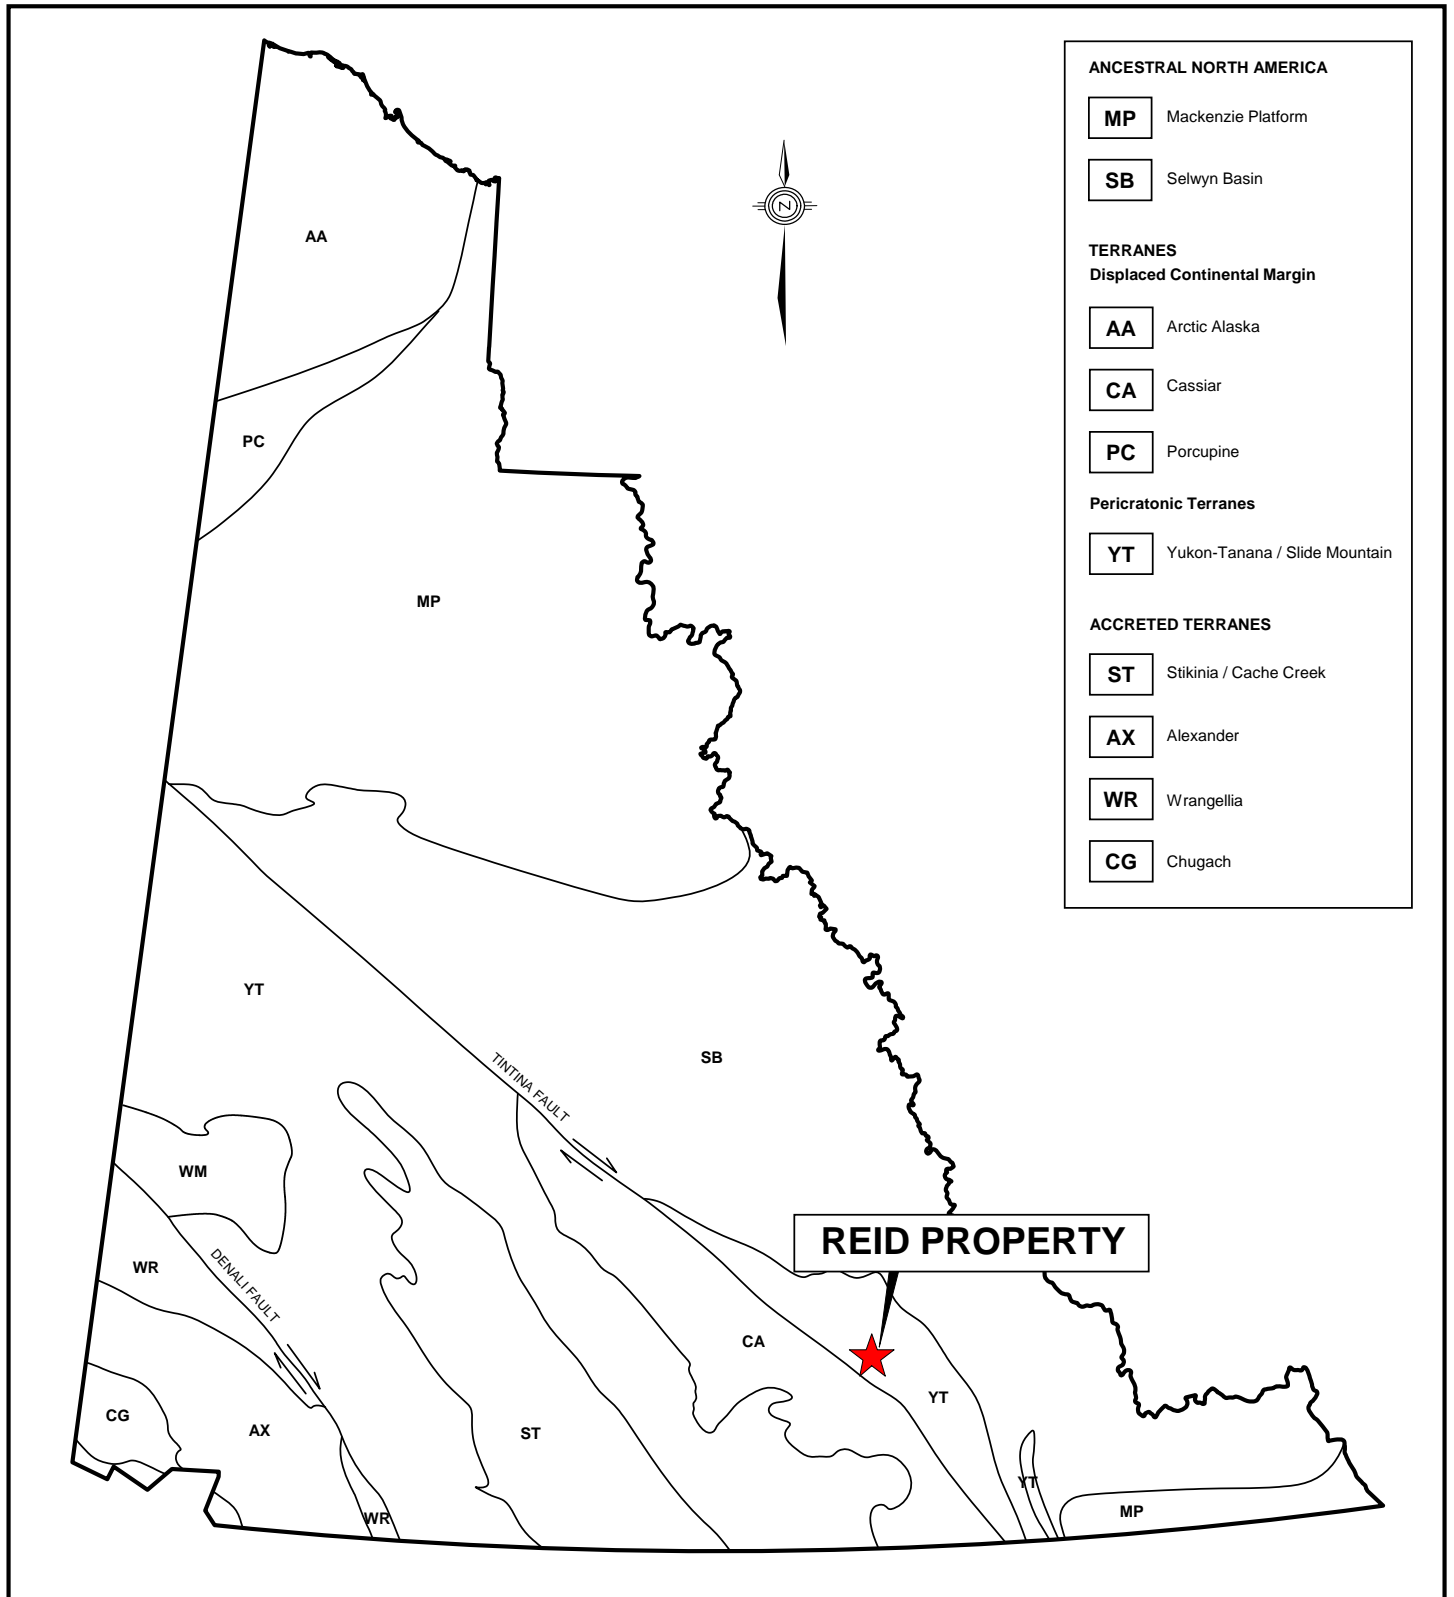 ANCESTRAL NORTH AMERICA
MP Mackenzie Platform
SB Selwyn Basin
TERRANES
Displaced Continental Margin
AA Arctic Alaska
CA Cassiar
PC Porcupine
Pericratonic Terranes
YT Yukon-Tanana / Slide Mountain
ACCRETED TERRANES
ST Stikinia / Cache Creek
AX Alexander
WR Wrangellia
CG Chugach
N
AA
PC
MP
YT
SB
TINTINA FAULT
WM
REID PROPERTY
WR
DENALI FAULT
CA
YT
CG
AX
ST
YT
MP
WR